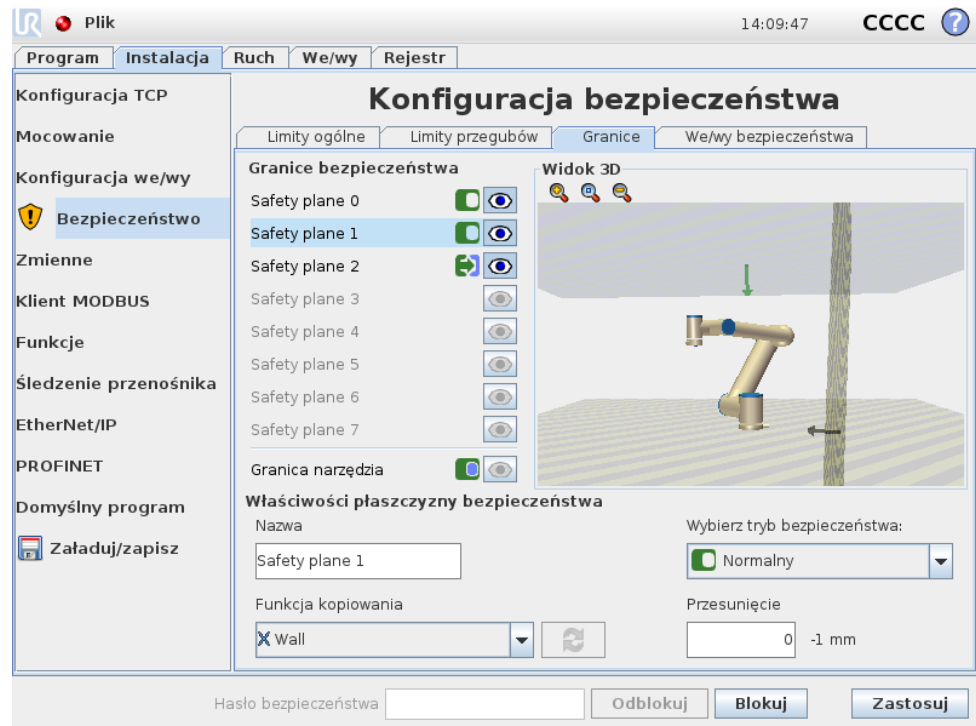 UR Plik 14:09:47 CCCC ?
Program Instalacja Ruch We/wy Rejestr
Konfiguracja TCP
Mocowanie
Konfiguracja we/wy
Bezpieczeństwo
Zmienne
Klient MODBUS
Funkcje
Śledzenie przenośnika
EtherNet/IP
PROFINET
Domyślny program
Załaduj/zapisz
Konfiguracja bezpieczeństwa
Limity ogólne Limity przegubów Granice We/wy bezpieczeństwa
Granice bezpieczeństwa
Safety plane 0
Safety plane 1
Safety plane 2
Safety plane 3
Safety plane 4
Safety plane 5
Safety plane 6
Safety plane 7
Granica narzędzia
Widok 3D
Właściwości płaszczyzny bezpieczeństwa
Nazwa
Safety plane 1
Wybierz tryb bezpieczeństwa:
Normalny
Funkcja kopiowania
Wall
Przesunięcie
0 -1 mm
Hasło bezpieczeństwa Odblokuj Blokuj Zastosuj